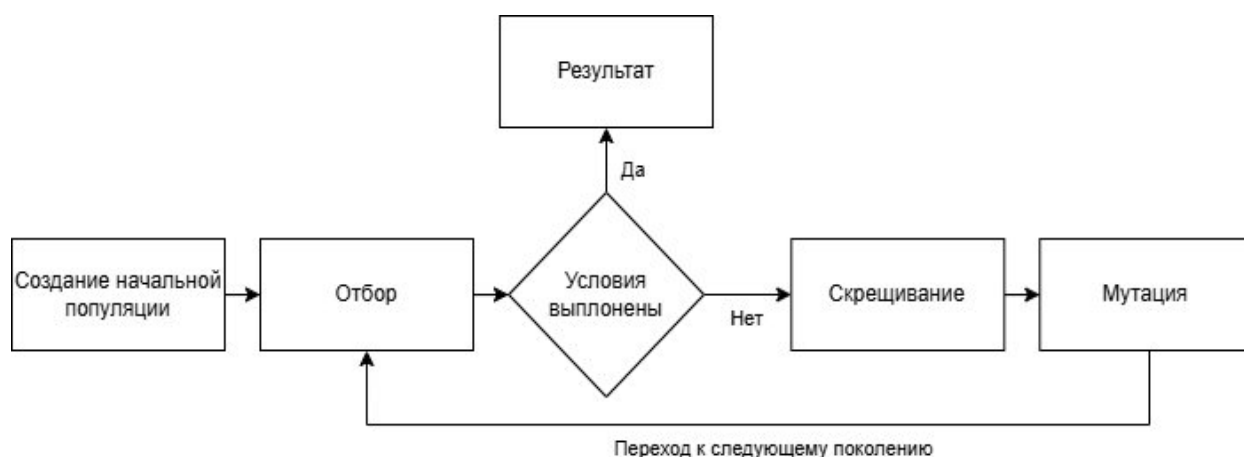 Результат
Да
Создание начальной
популяции
Отбор
Условия
выплонены
Нет
Скрещивание
Мутация
Переход к следующему поколению